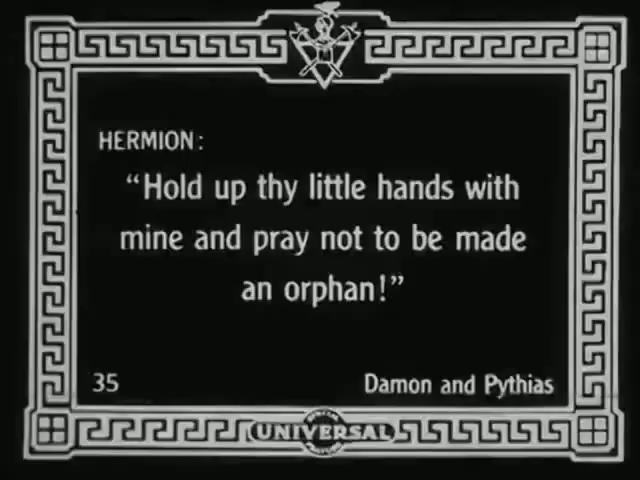 HERMION:
“Hold up thy little hands with
mine and pray not to be made
an orphan!”
35 Damon and Pythias
UNIVERSAL